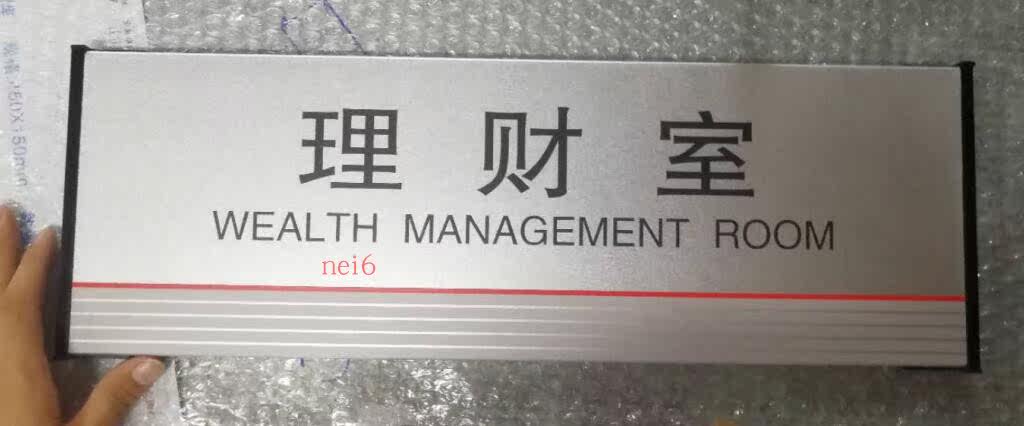 理财室
WEALTH MANAGEMENT ROOM
nei6